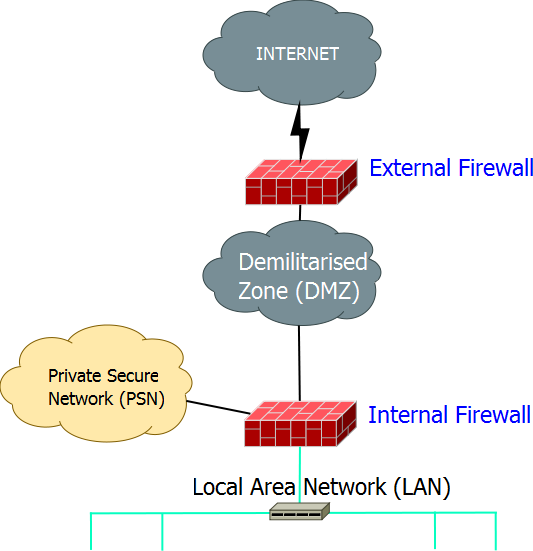 INTERNET
External Firewall
Demilitarised
Zone (DMZ)
Private Secure
Network (PSN)
Internal Firewall
Local Area Network (LAN)